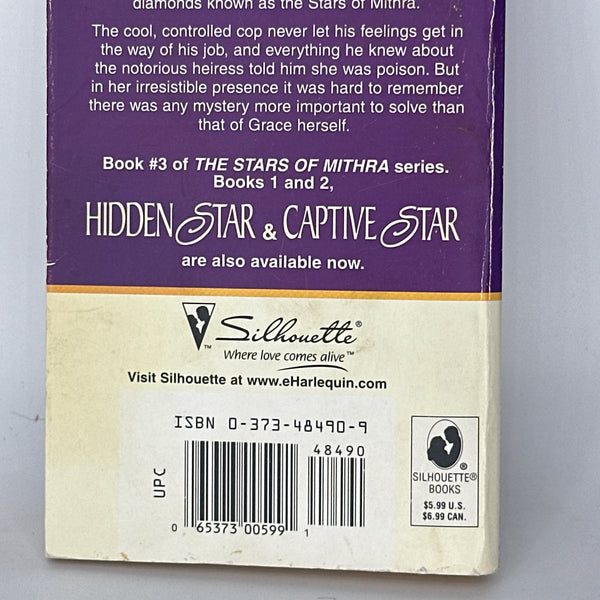 diamonds known as the Stars of Mithra.
The cool, controlled cop never let his feelings get in
the way of his job, and everything he knew about
the notorious heiress told him she was poison. But
in her irresistible presence it was hard to remember
there was any mystery more important to solve than
that of Grace herself.
Book #3 of THE STARS OF MITHRA series.
Books 1 and 2,
HIDDEN STAR & CAPTIVE STAR
are also available now.
Silhouette®
™
Where love comes alive™
Visit Silhouette at www.eHarlequin.com
ISBN 0-373-48490-9
48490
UPC
0 65373 00599 1
®
SILHOUETTE®
BOOKS
$5.99 U.S.
$6.99 CAN.